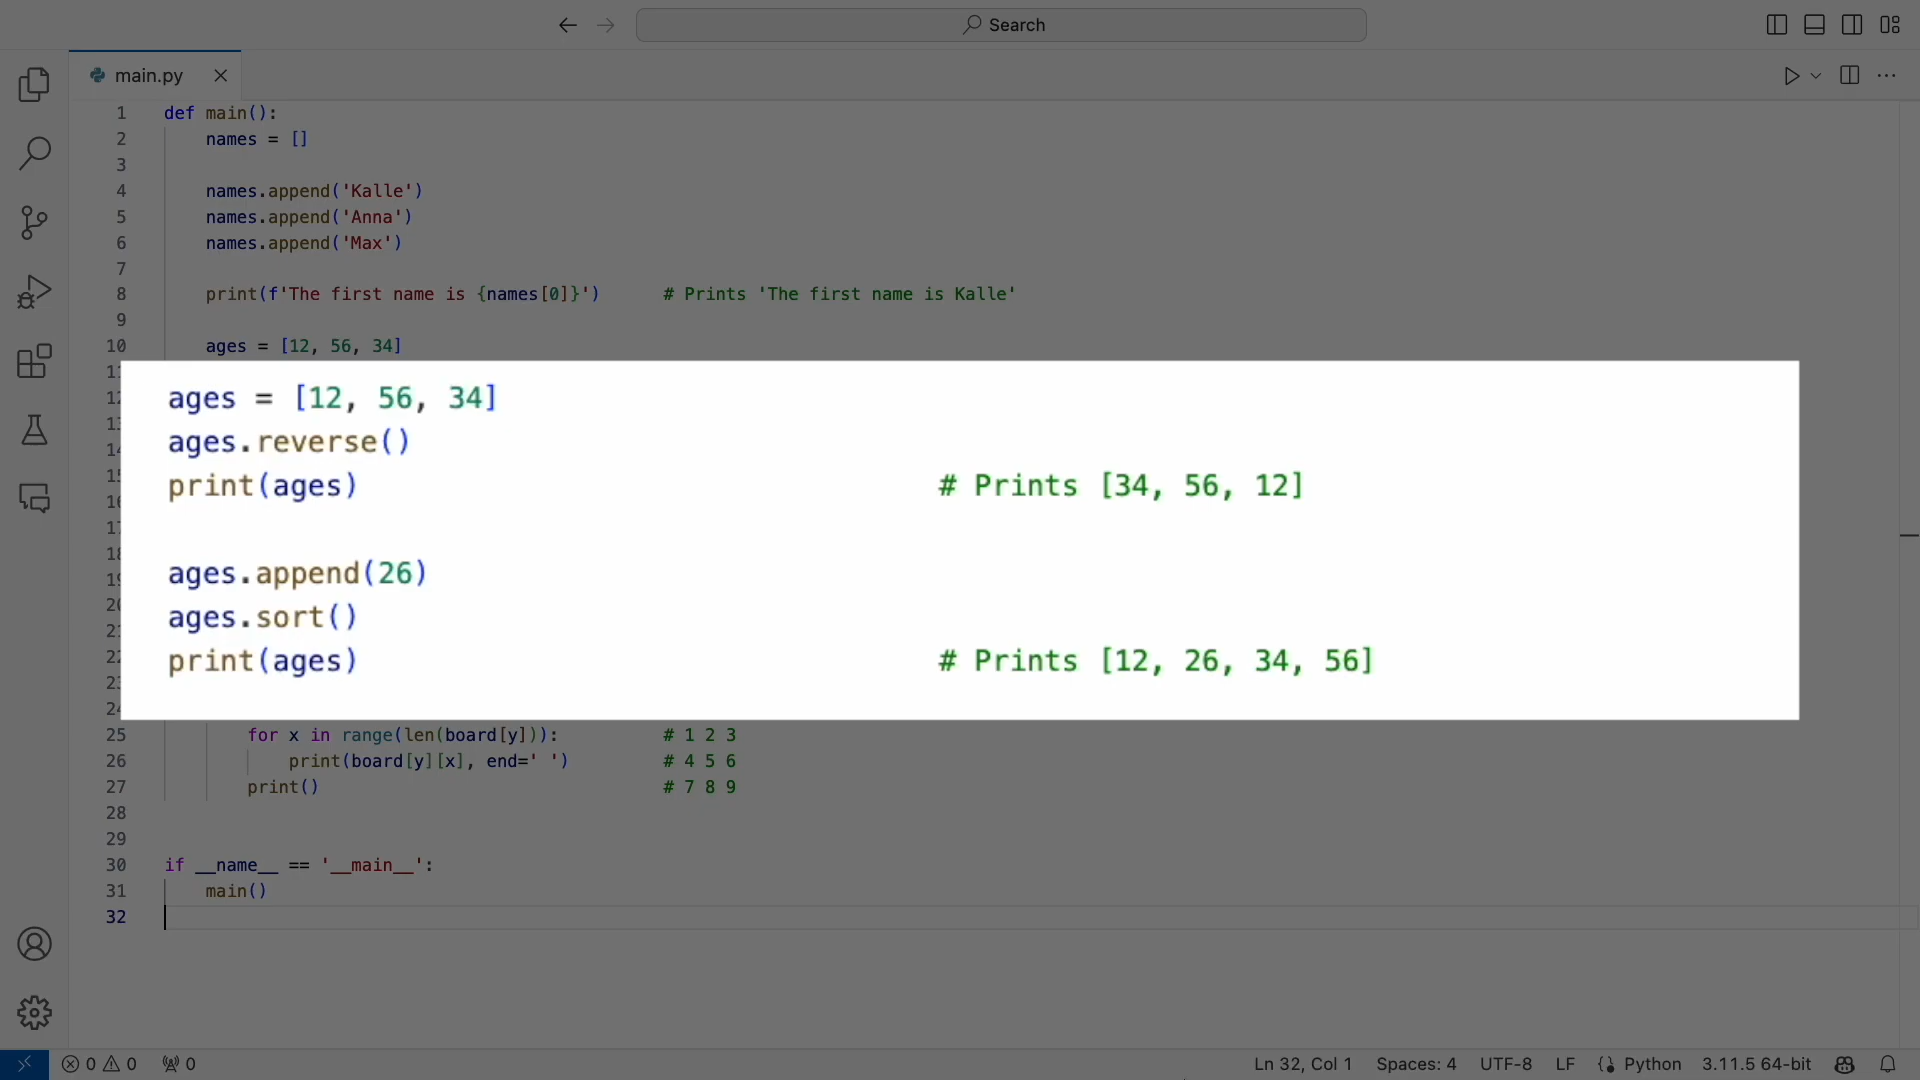 Search
main.py
1 def main():
2     names = []
3
4     names.append('Kalle')
5     names.append('Anna')
6     names.append('Max')
7
8     print(f'The first name is {names[0]}')      # Prints 'The first name is Kalle'
9
10     ages = [12, 56, 34]
ages = [12, 56, 34]
ages.reverse()
print(ages)                                 # Prints [34, 56, 12]
ages.append(26)
ages.sort()
print(ages)                                 # Prints [12, 26, 34, 56]
25         for x in range(len(board[y])):          # 1 2 3
26             print(board[y][x], end=' ')         # 4 5 6
27         print()                                 # 7 8 9
28
29
30 if __name__ == '__main__':
31     main()
32
0 0 0 Ln 32, Col 1 Spaces: 4 UTF-8 LF Python 3.11.5 64-bit